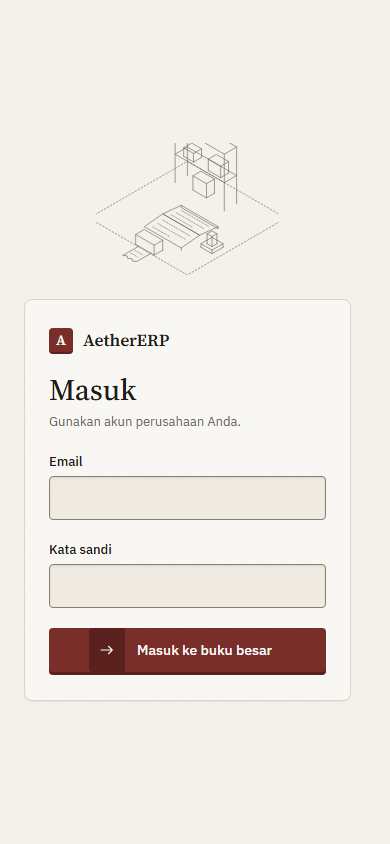 A AetherERP
Masuk
Gunakan akun perusahaan Anda.
Email
Kata sandi
Masuk ke buku besar